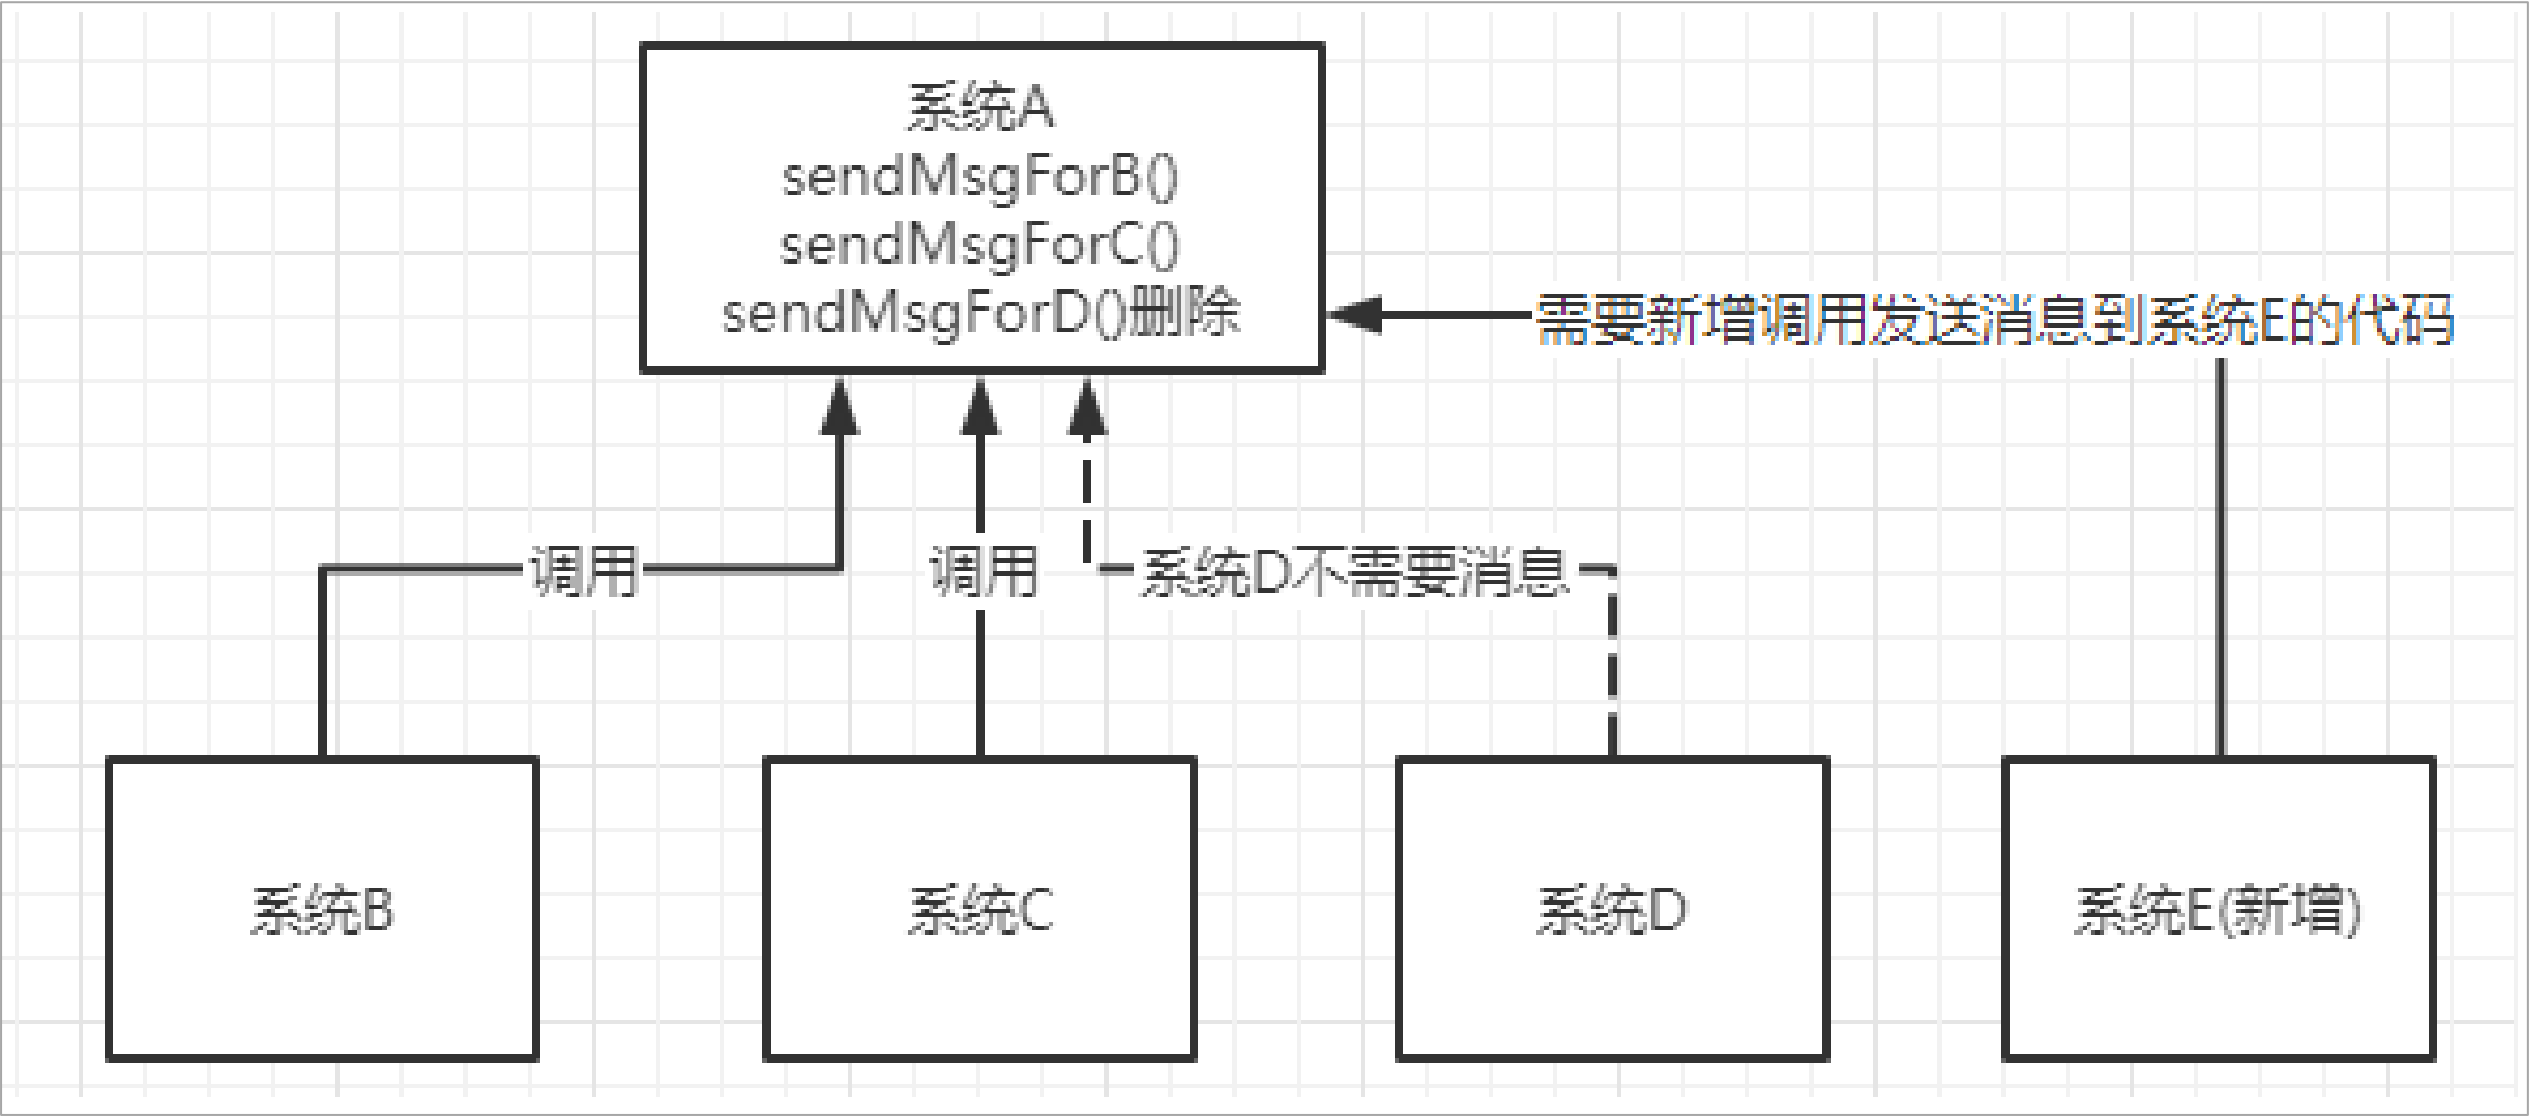 系统A
sendMsgForB()
sendMsgForC()
sendMsgForD()删除
需要新增调用发送消息到系统E的代码
调用
调用
系统D不需要消息
系统B
系统C
系统D
系统E(新增)